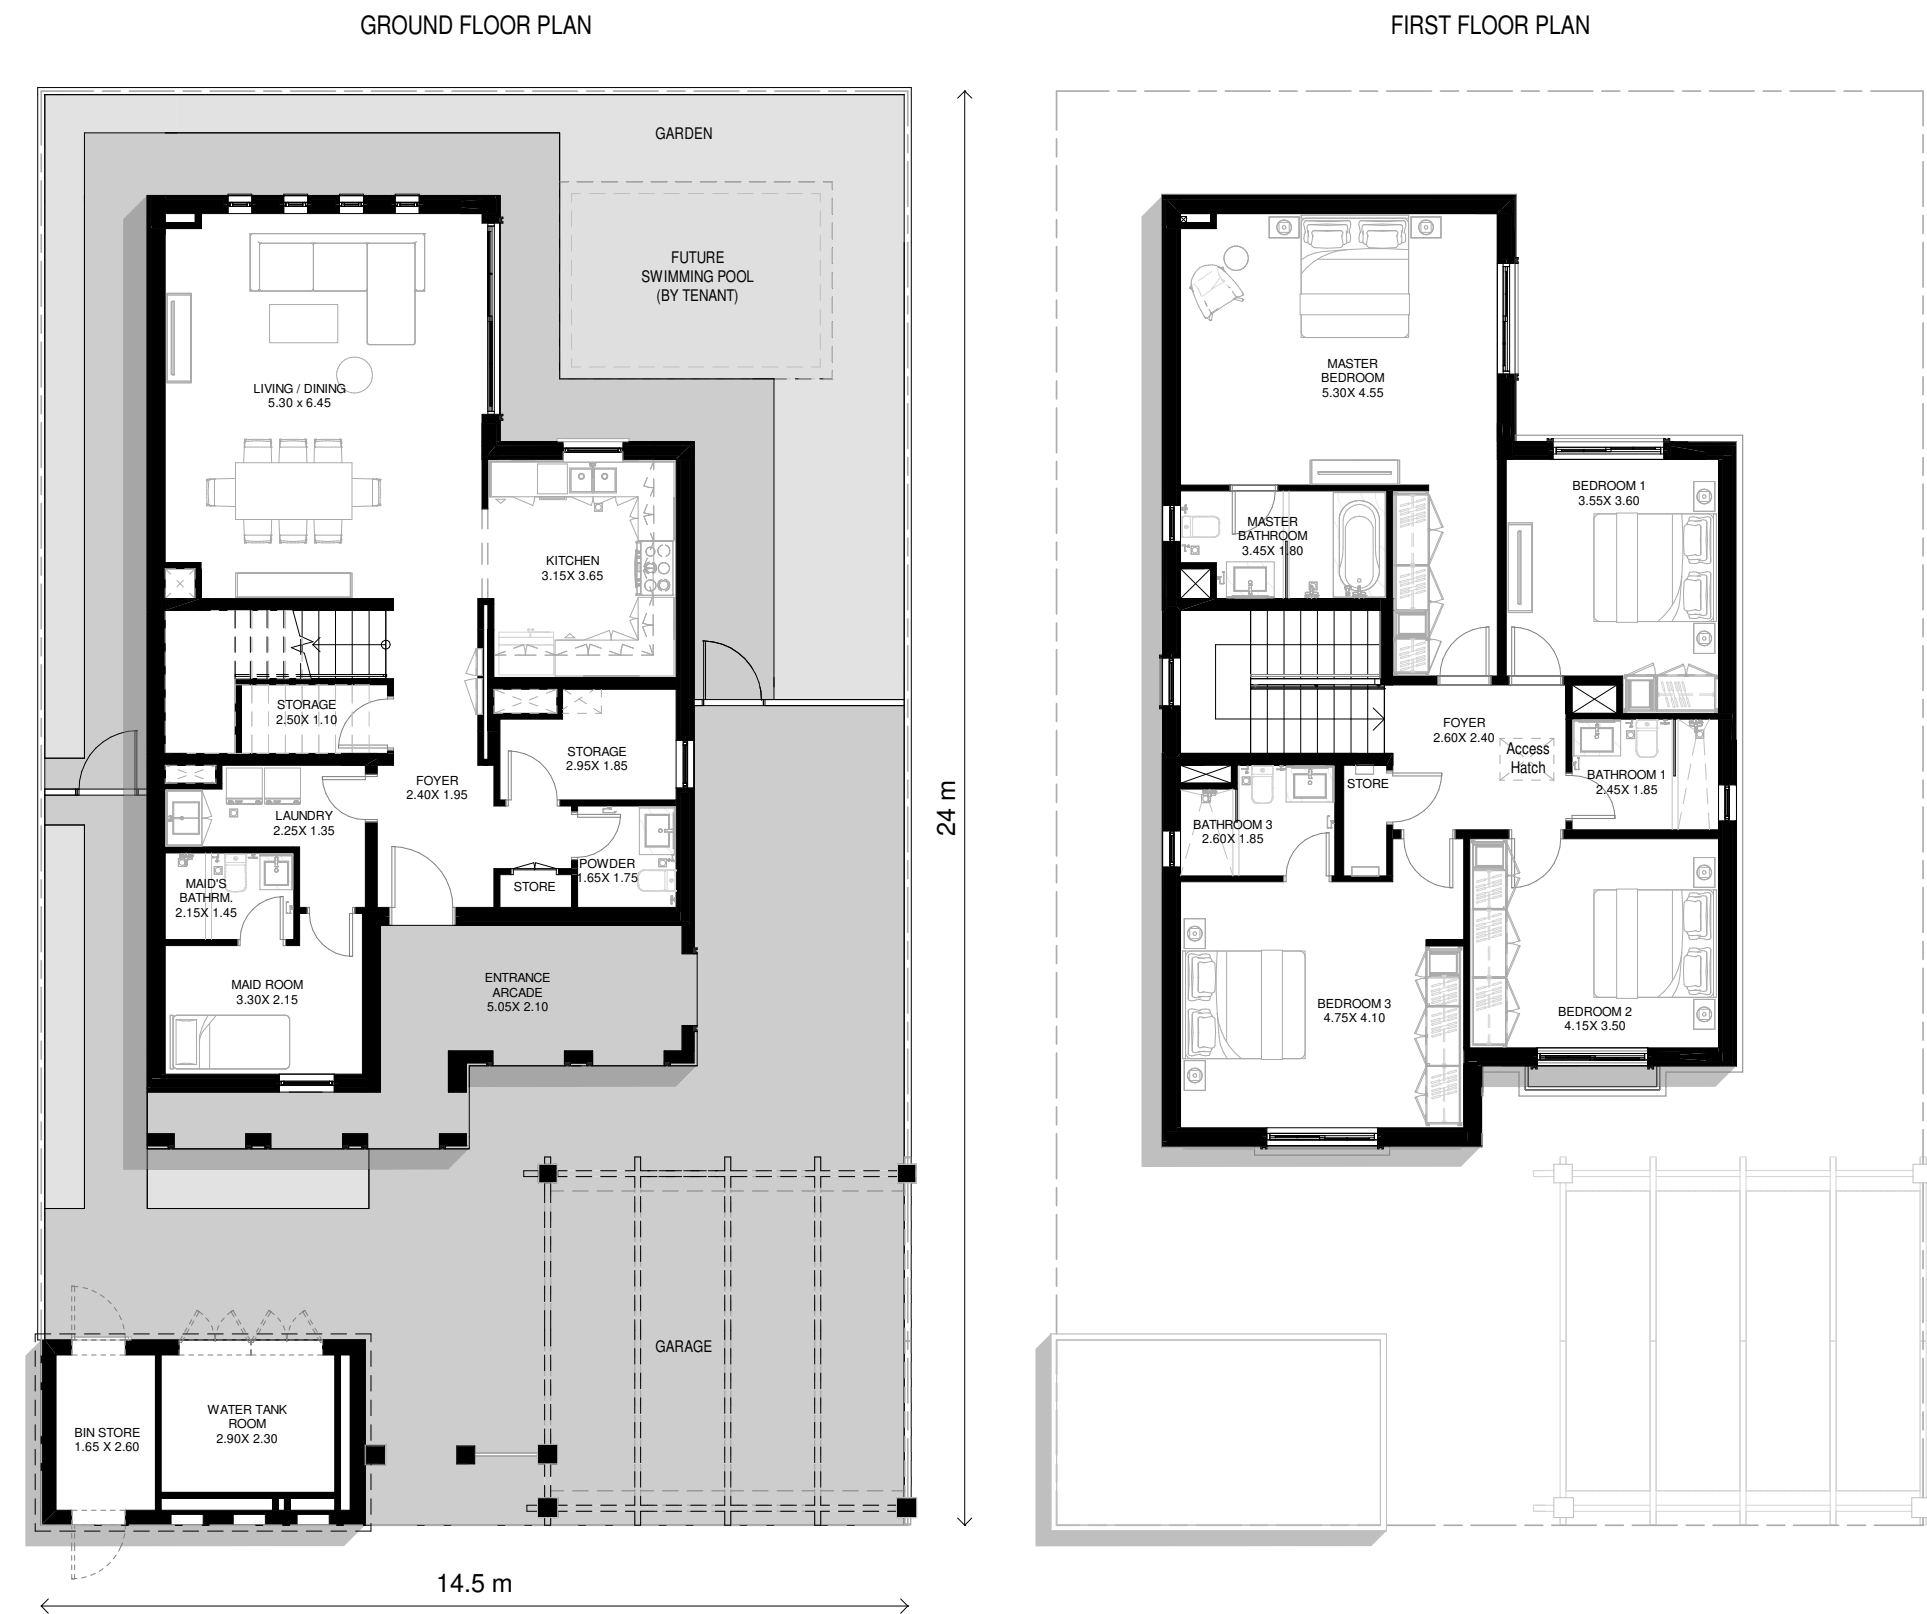 GROUND FLOOR PLAN
GARDEN
FUTURE
SWIMMING POOL
(BY TENANT)
LIVING / DINING
5.30 x 6.45
KITCHEN
3.15X 3.65
STORAGE
2.50X 1.10
STORAGE
2.95X 1.85
FOYER
2.40X 1.95
LAUNDRY
2.25X 1.35
POWDER
1.65X 1.75
STORE
MAID'S
BATHRM.
2.15X 1.45
MAID ROOM
3.30X 2.15
ENTRANCE
ARCADE
5.05X 2.10
GARAGE
WATER TANK
ROOM
2.90X 2.30
BIN STORE
1.65 X 2.60
14.5 m
24 m
FIRST FLOOR PLAN
MASTER
BEDROOM
5.30X 4.55
BEDROOM 1
3.55X 3.60
MASTER
BATHROOM
3.45X 1.80
FOYER
2.60X 2.40
Access
Hatch
BATHROOM 1
2.45X 1.85
STORE
BATHROOM 3
2.60X 1.85
BEDROOM 3
4.75X 4.10
BEDROOM 2
4.15X 3.50